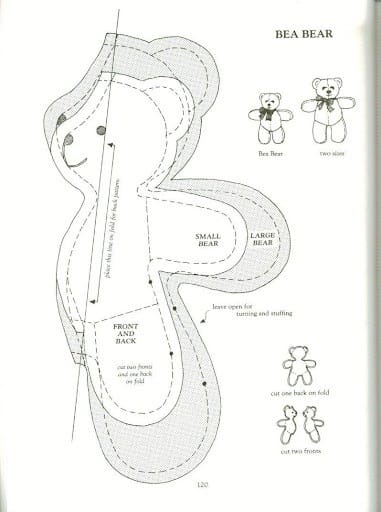 BEA BEAR
Bea Bear
two sizes
place this line on fold for back pattern.
SMALL
BEAR
LARGE
BEAR
leave open for
turning and stuffing
FRONT
AND
BACK
cut two fronts
and one back
on fold
cut one back on fold
cut two fronts
120